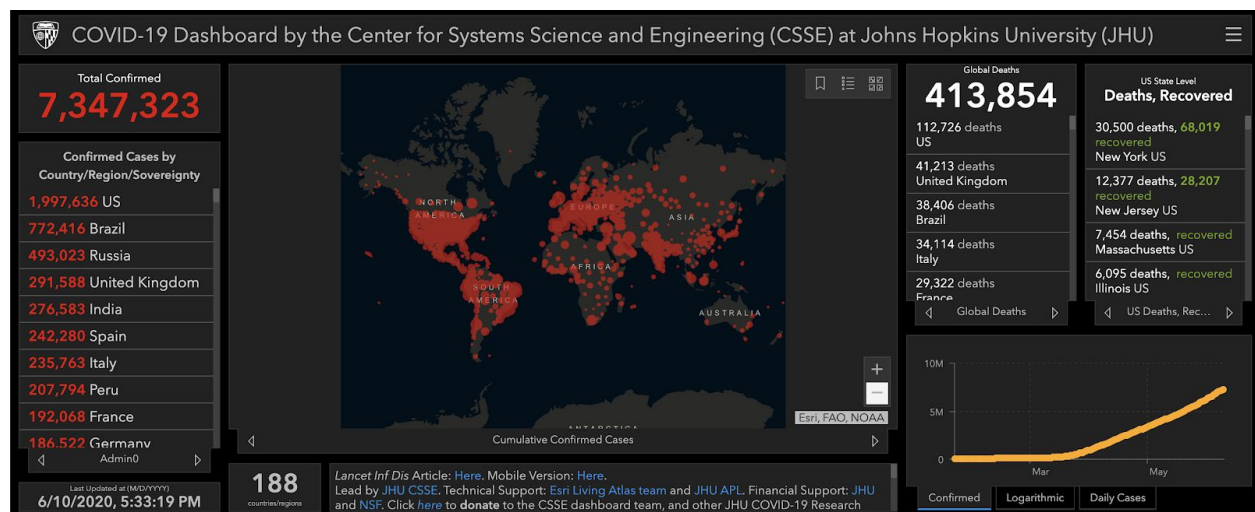 COVID-19 Dashboard by the Center for Systems Science and Engineering (CSSE) at Johns Hopkins University (JHU)
Total Confirmed
7,347,323
Confirmed Cases by
Country/Region/Sovereignty
1,997,636 US
772,416 Brazil
493,023 Russia
291,588 United Kingdom
276,583 India
242,280 Spain
235,763 Italy
207,794 Peru
192,068 France
186,522 Germany
Admin0
Last Updated at (M/D/YYYY)
6/10/2020, 5:33:19 PM
NORTH
AMERICA
EUROPE
ASIA
AFRICA
SOUTH
AMERICA
AUSTRALIA
ANTARCTICA
+
−
Esri, FAO, NOAA
Cumulative Confirmed Cases
188
countries/regions
Lancet Inf Dis Article: Here. Mobile Version: Here.
Lead by JHU CSSE. Technical Support: Esri Living Atlas team and JHU APL. Financial Support: JHU
and NSF. Click here to donate to the CSSE dashboard team, and other JHU COVID-19 Research
Global Deaths
413,854
112,726 deaths
US
41,213 deaths
United Kingdom
38,406 deaths
Brazil
34,114 deaths
Italy
29,322 deaths
France
Global Deaths
US State Level
Deaths, Recovered
30,500 deaths, 68,019
recovered
New York US
12,377 deaths, 28,207
recovered
New Jersey US
7,454 deaths, recovered
Massachusetts US
6,095 deaths, recovered
Illinois US
US Deaths, Rec...
10M
5M
0
Mar
May
Confirmed
Logarithmic
Daily Cases